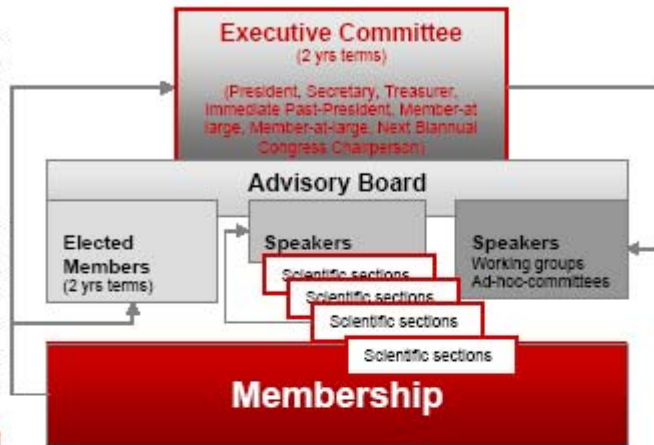 Executive Committee
(2 yrs terms)
(President, Secretary, Treasurer,
Immediate Past-President, Member-at
large, Member-at-large, Next Biannual
Congress Chairperson)
Advisory Board
Elected
Members
(2 yrs terms)
Speakers
Speakers
Working groups
Ad-hoc-committees
Scientific sections
Scientific sections
Scientific sections
Scientific sections
Membership